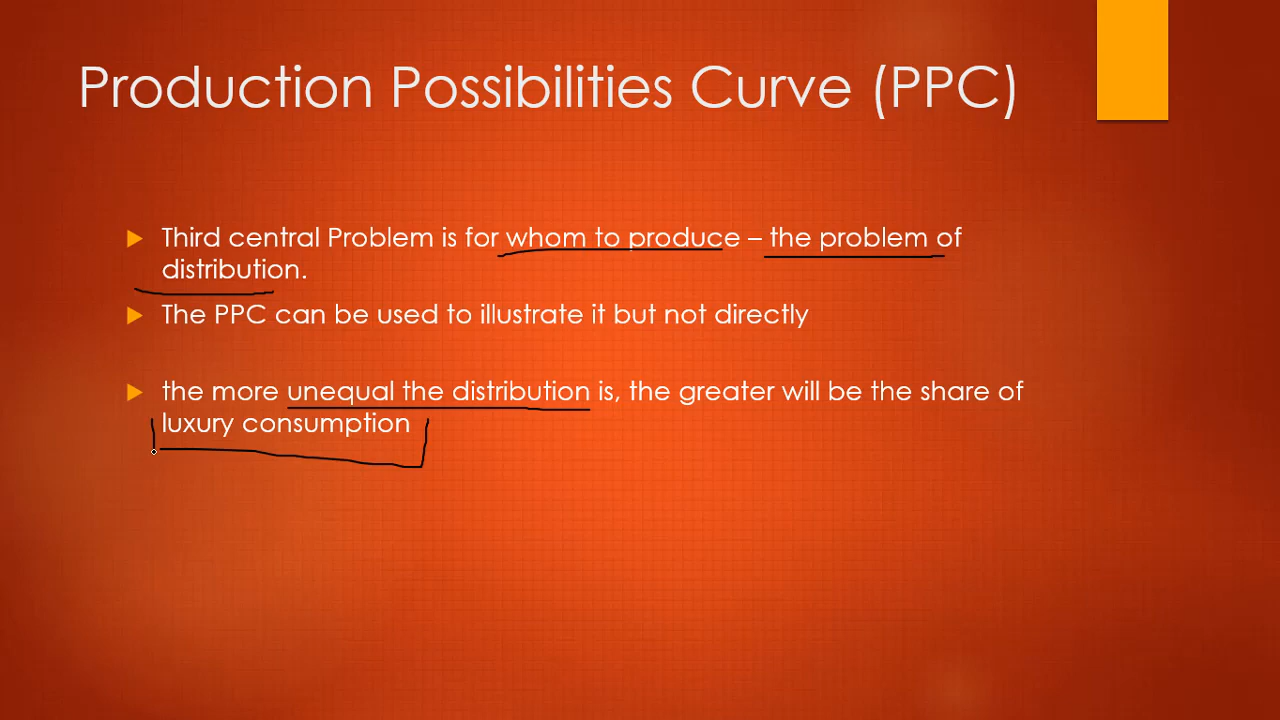 Production Possibilities Curve (PPC)
Third central Problem is for whom to produce – the problem of
distribution.
The PPC can be used to illustrate it but not directly
the more unequal the distribution is, the greater will be the share of
luxury consumption